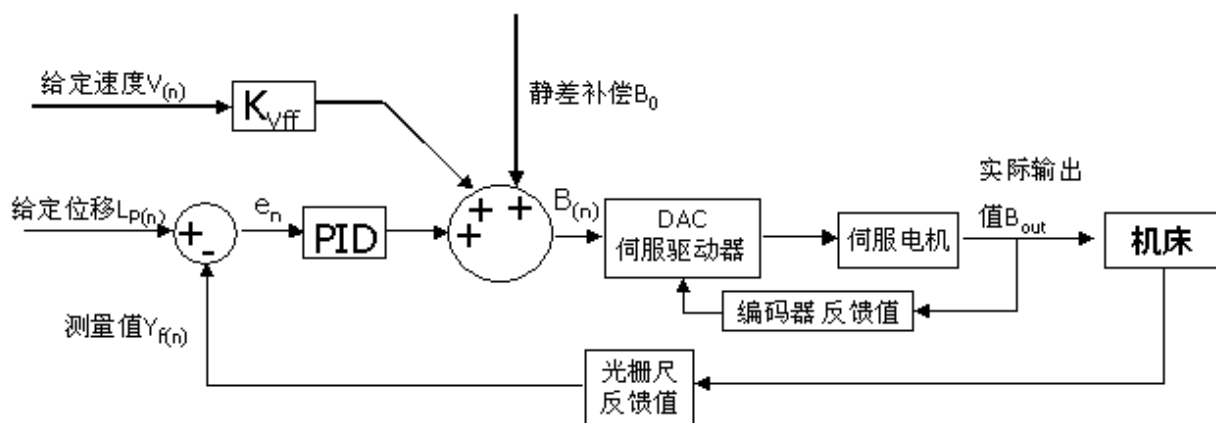 给定速度V(n)
Kvff
静差补偿B0
给定位移LP(n)
+
-
en
PID
+
+
+
B(n)
DAC
伺服驱动器
伺服电机
实际输出
值Bout
机床
编码器 反馈值
测量值Yf(n)
光栅尺
反馈值